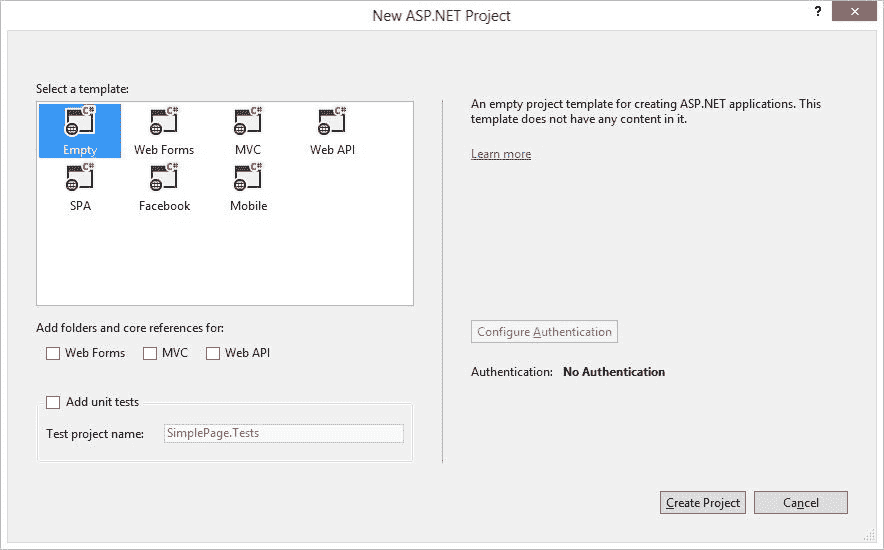 New ASP.NET Project
?
Select a template:
C# C# C# C#
Empty Web Forms MVC Web API
C# C# C#
SPA Facebook Mobile
Add folders and core references for:
Web Forms MVC Web API
Add unit tests
Test project name: SimplePage.Tests
An empty project template for creating ASP.NET applications. This
template does not have any content in it.
Learn more
Configure Authentication
Authentication: No Authentication
Create Project Cancel